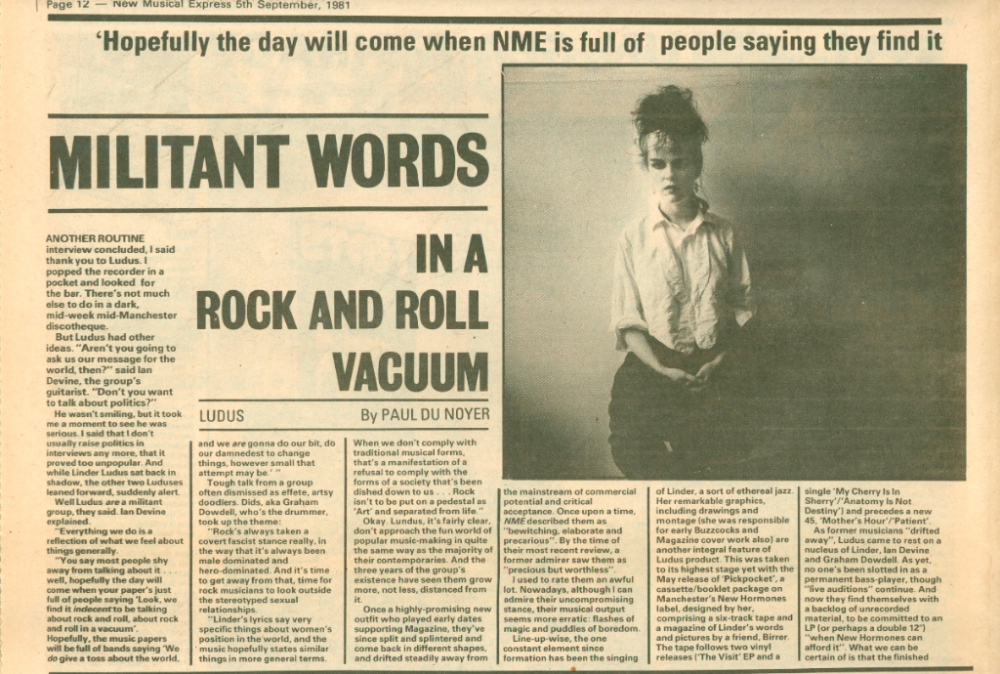 Page 12 — New Musical Express 5th September, 1981
'Hopefully the day will come when NME is full of people saying they find it
MILITANT WORDS
IN A
ROCK AND ROLL
VACUUM
LUDUS
By PAUL DU NOYER
ANOTHER ROUTINE
interview concluded, I said
thank you to Ludus. I
popped the recorder in a
pocket and looked for
the bar. There's not much
else to do in a dark,
mid-week mid-Manchester
discotheque.
But Ludus had other
ideas. "Aren't you going to
ask us our message for the
world, then?" said Ian
Devine, the group's
guitarist. "Don't you want
to talk about politics?"
He wasn't smiling, but it took
me a moment to see he was
serious. I said that I don't
usually raise politics in
interviews any more, that it
proved too unpopular. And
while Linder Ludus sat back in
shadow, the other two Luduses
leaned forward, suddenly alert.
Well Ludus are a militant
group, they said. Ian Devine
explained.
"Everything we do is a
reflection of what we feel about
things generally.
"You say most people shy
away from talking about it . . .
well, hopefully the day will
come when your paper's just
full of people saying 'Look, we
find it indecent to be talking
about rock and roll, about rock
and roll in a vacuum'.
Hopefully, the music papers
will be full of bands saying 'We
do give a toss about the world,
and we are gonna do our bit, do
our damnedest to change
things, however small that
attempt may be.' "
Tough talk from a group
often dismissed as effete, artsy
doodlers. Dids, aka Graham
Dowdell, who's the drummer,
took up the theme:
"Rock's always taken a
covert fascist stance really, in
the way that it's always been
male dominated and
hero-dominated. And it's time
to get away from that, time for
rock musicians to look outside
the stereotyped sexual
relationships.
"Linder's lyrics say very
specific things about women's
position in the world, and the
music hopefully states similar
things in more general terms.
When we don't comply with
traditional musical forms,
that's a manifestation of a
refusal to comply with the
forms of a society that's been
dished down to us . . . Rock
isn't to be put on a pedestal as
'Art' and separated from life."
Okay. Lundus, it's fairly clear,
don't approach the fun world of
popular music-making in quite
the same way as the majority of
their contemporaries. And the
three years of the group's
existence have seen them grow
more, not less, distanced from
it.
Once a highly-promising new
outfit who played early dates
supporting Magazine, they've
since split and splintered and
come back in different shapes,
and drifted steadily away from
the mainstream of commercial
potential and critical
acceptance. Once upon a time,
NME described them as
"bewitching, elaborate and
precarious". By the time of
their most recent review, a
former admirer saw them as
"precious but worthless".
I used to rate them an awful
lot. Nowadays, although I can
admire their uncompromising
stance, their musical output
seems more erratic: flashes of
magic and puddles of boredom.
Line-up-wise, the one
constant element since
formation has been the singing
of Linder, a sort of ethereal jazz.
Her remarkable graphics,
including drawings and
montage (she was responsible
for early Buzzcocks and
Magazine cover work also) are
another integral feature of
Ludus product. This was taken
to its highest stage yet with the
May release of 'Pickpocket', a
cassette/booklet package on
Manchester's New Hormones
label, designed by her,
comprising a six-track tape and
a magazine of Linder's words
and pictures by a friend, Birrer.
The tape follows two vinyl
releases ('The Visit' EP and a
single 'My Cherry Is In
Sherry'/'Anatomy Is Not
Destiny') and precedes a new
45, 'Mother's Hour'/'Patient'.
As former musicians "drifted
away", Ludus came to rest on a
nucleus of Linder, Ian Devine
and Graham Dowdell. As yet,
no one's been slotted in as a
permanent bass-player, though
"live auditions" continue. And
now they find themselves with
a backlog of unrecorded
material, to be committed to an
LP (or perhaps a double 12")
"when New Hormones can
afford it". What we can be
certain of is that the finished